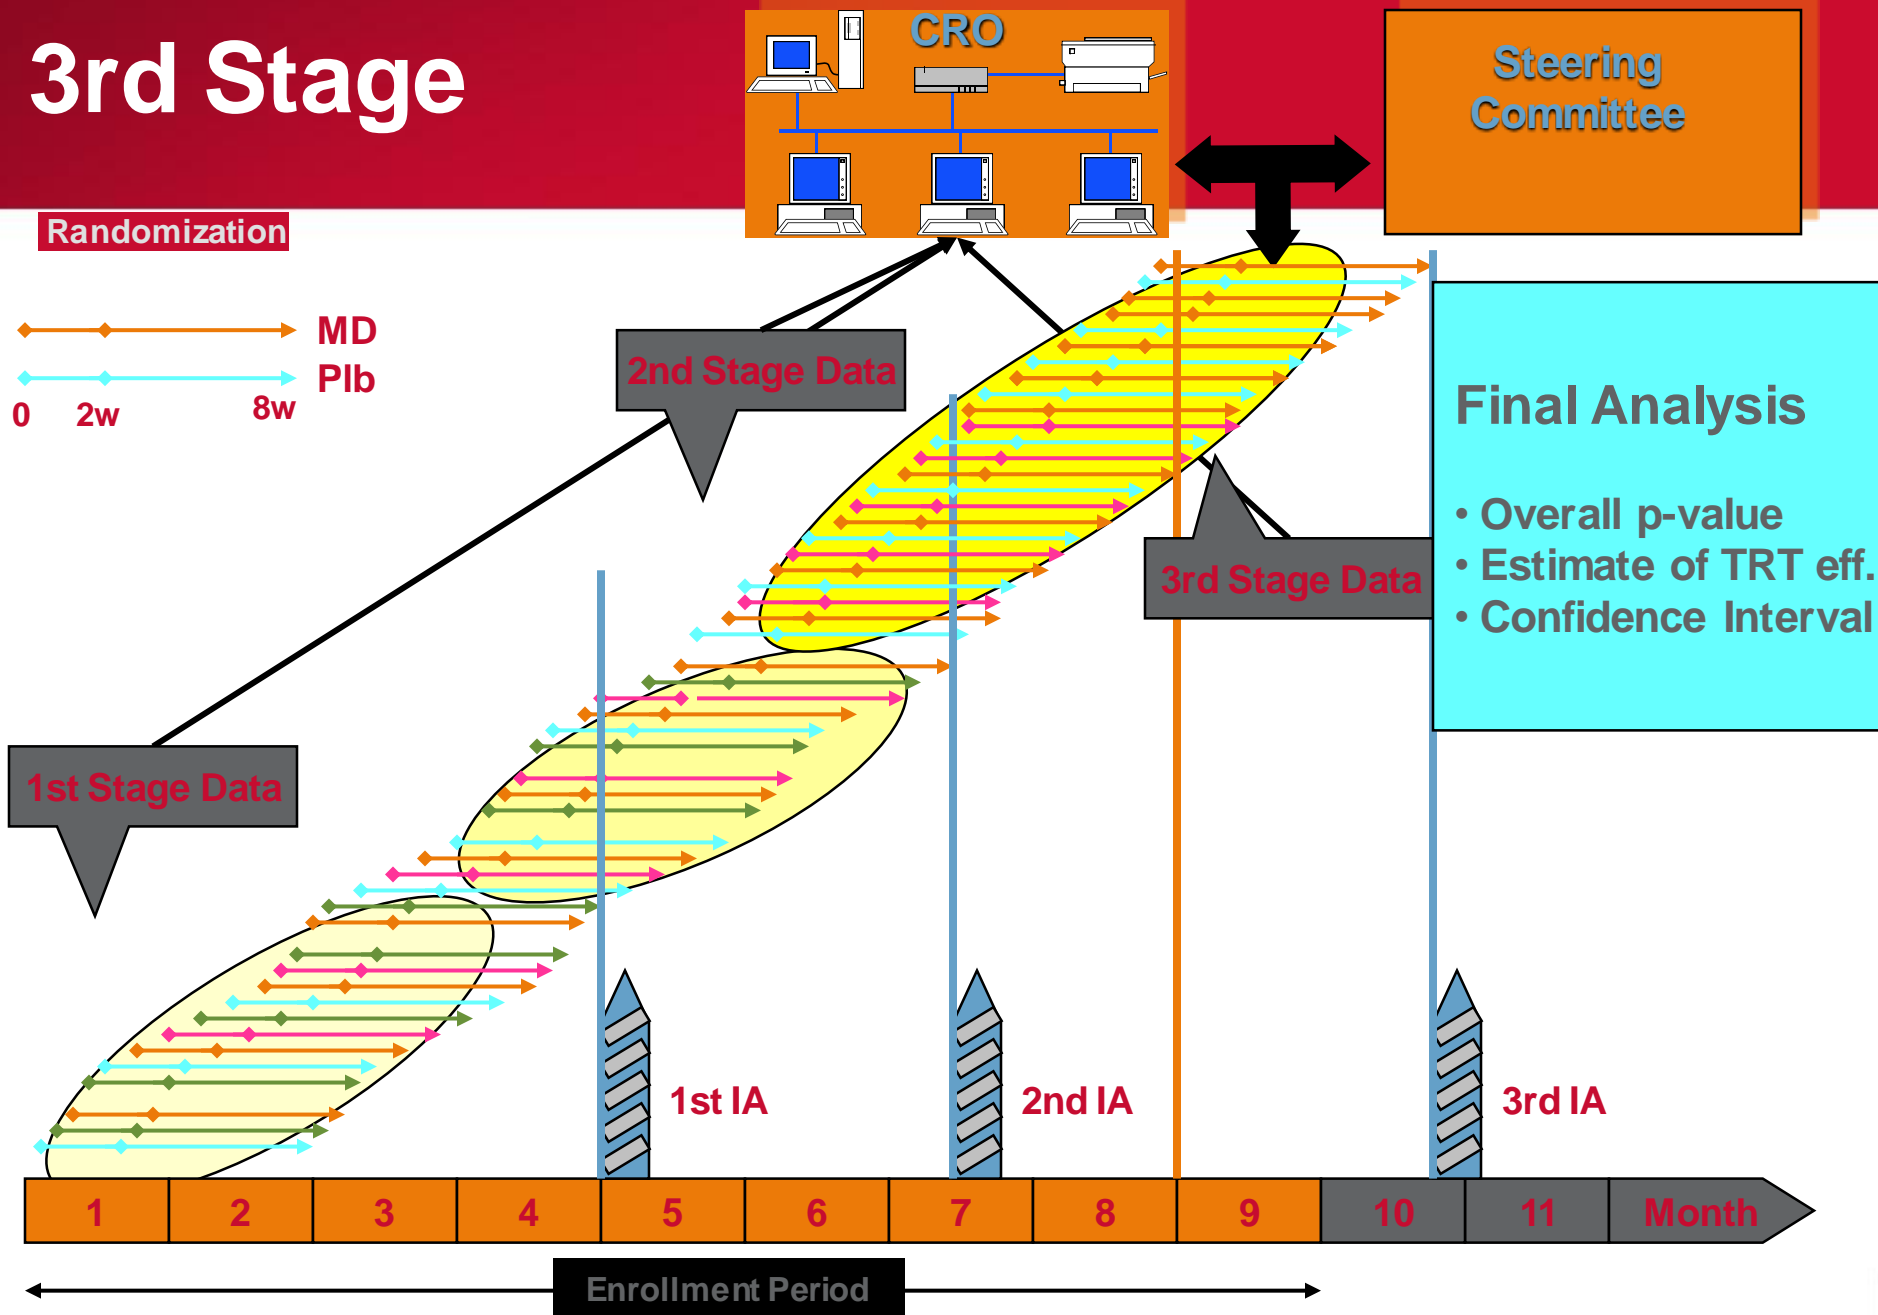 3rd Stage
CRO
Steering
Committee
Randomization
MD
Plb
0 2w 8w
2nd Stage Data
Final Analysis
• Overall p-value
• Estimate of TRT eff.
• Confidence Interval
3rd Stage Data
1st Stage Data
1st IA
2nd IA
3rd IA
1 2 3 4 5 6 7 8 9 10 11 Month
Enrollment Period